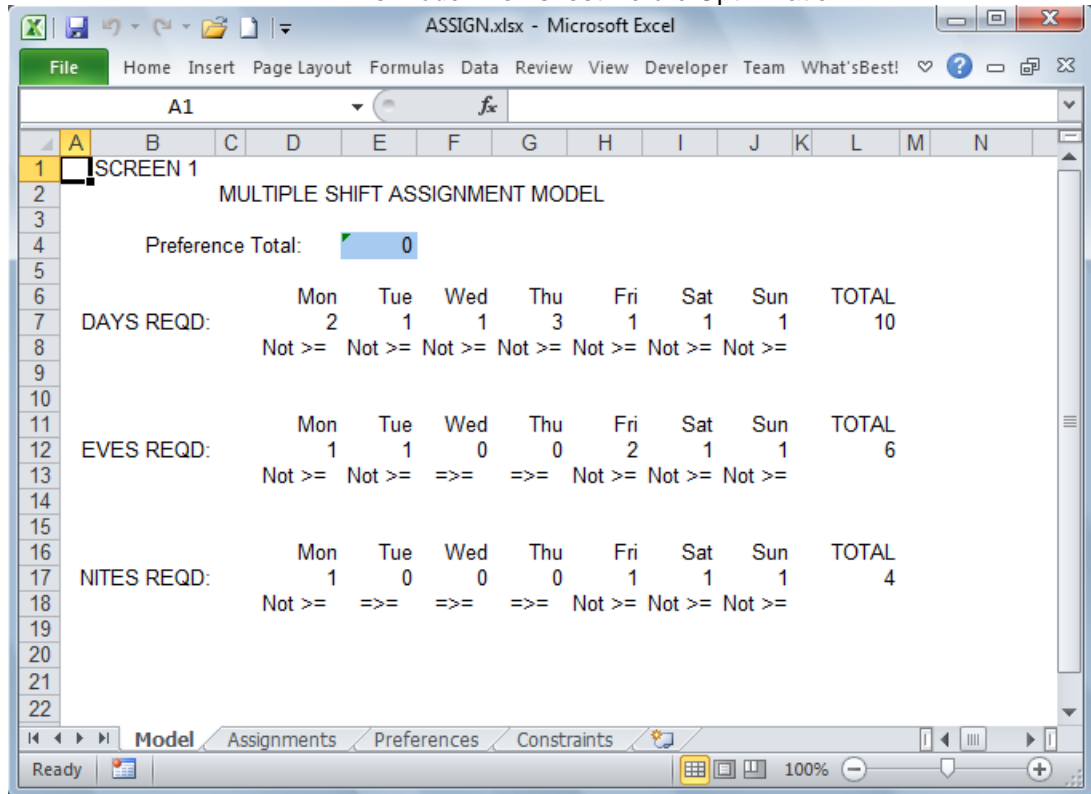 ASSIGN.xlsx - Microsoft Excel
File Home Insert Page Layout Formulas Data Review View Developer Team What'sBest!
A1 fx
A B C D E F G H I J K L M N
1 SCREEN 1
2 MULTIPLE SHIFT ASSIGNMENT MODEL
3
4 Preference Total: 0
5
6 Mon Tue Wed Thu Fri Sat Sun TOTAL
7 DAYS REQD: 2 1 1 3 1 1 1 10
8 Not >= Not >= Not >= Not >= Not >= Not >= Not >=
9
10
11 Mon Tue Wed Thu Fri Sat Sun TOTAL
12 EVES REQD: 1 1 0 0 2 1 1 6
13 Not >= Not >= =>= =>= Not >= Not >= Not >=
14
15
16 Mon Tue Wed Thu Fri Sat Sun TOTAL
17 NITES REQD: 1 0 0 0 1 1 1 4
18 Not >= =>= =>= =>= Not >= Not >= Not >=
19
20
21
22
Model Assignments Preferences Constraints
Ready 100%